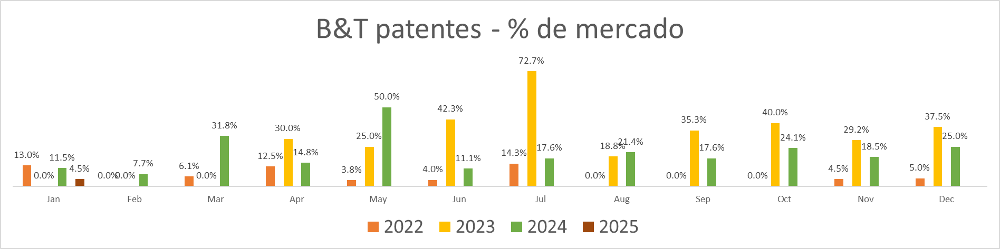 B&T patentes - % de mercado
13.0% 0.0% 11.5% 4.5%
0.0% 0.0% 7.7%
6.1% 0.0% 31.8%
12.5% 30.0% 14.8%
3.8% 25.0% 50.0%
4.0% 42.3% 11.1%
14.3% 72.7% 17.6%
0.0% 18.8% 21.4%
0.0% 35.3% 17.6%
0.0% 40.0% 24.1%
4.5% 29.2% 18.5%
5.0% 37.5% 25.0%
Jan Feb Mar Apr May Jun Jul Aug Sep Oct Nov Dec
2022 2023 2024 2025